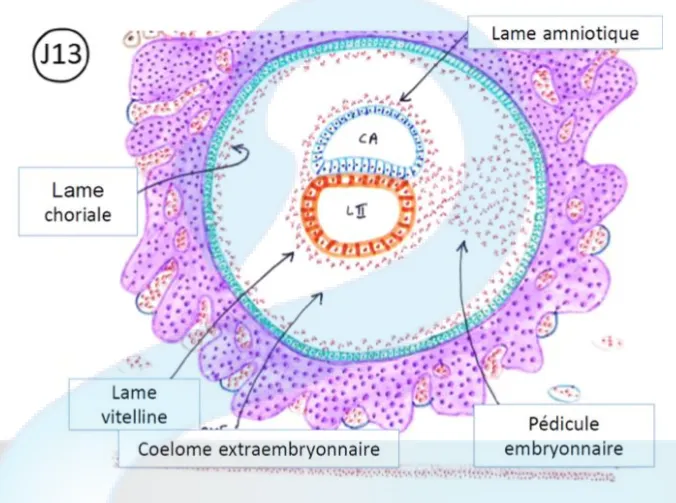 J13
Lame amniotique
CA
Lame
choriale
LII
Lame
vitelline
Coelome extraembryonnaire
Pédicule
embryonnaire